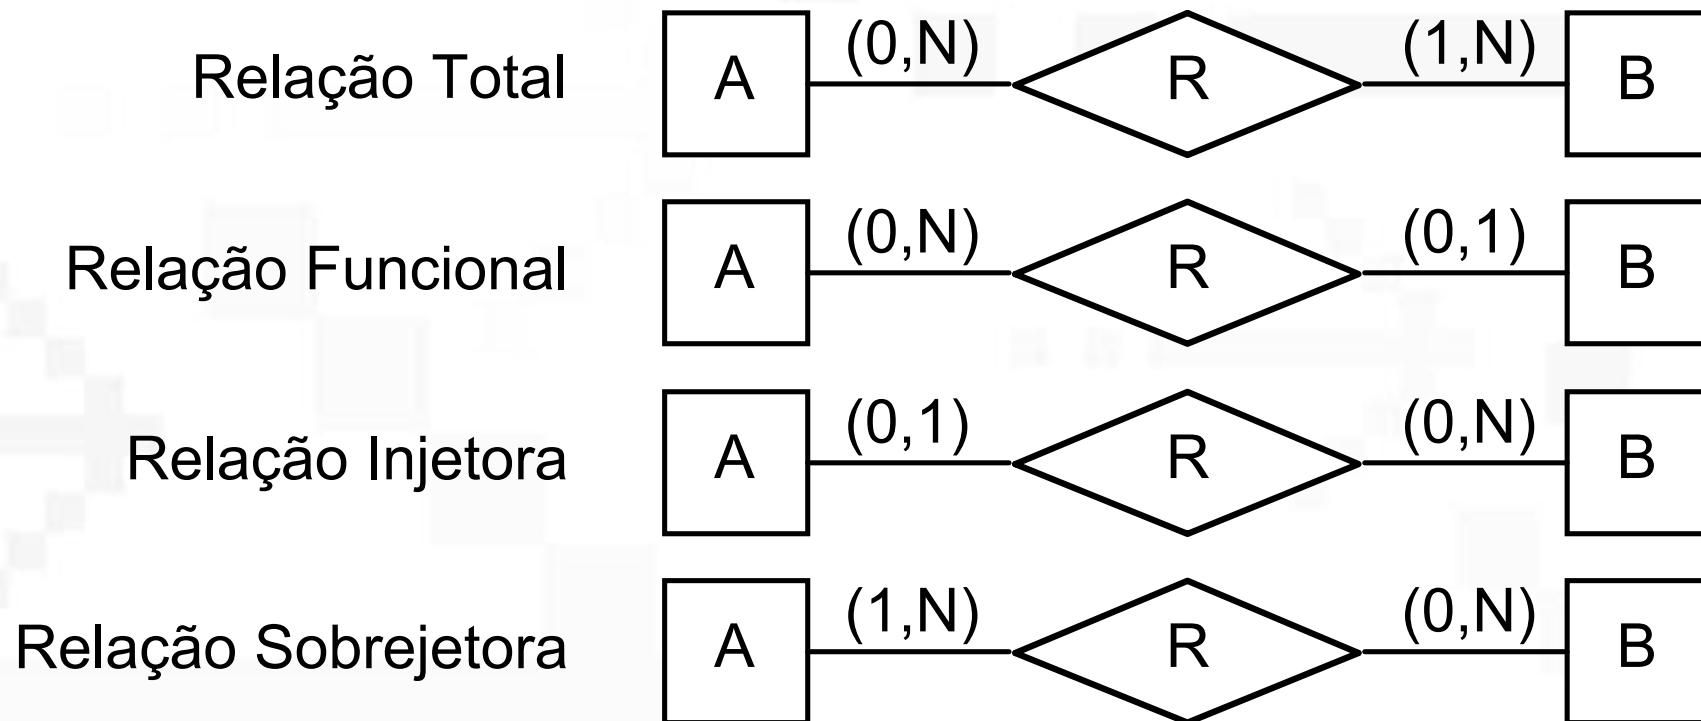 Relação Total A (0,N) R (1,N) B
Relação Funcional A (0,N) R (0,1) B
Relação Injetora A (0,1) R (0,N) B
Relação Sobrejetora A (1,N) R (0,N) B